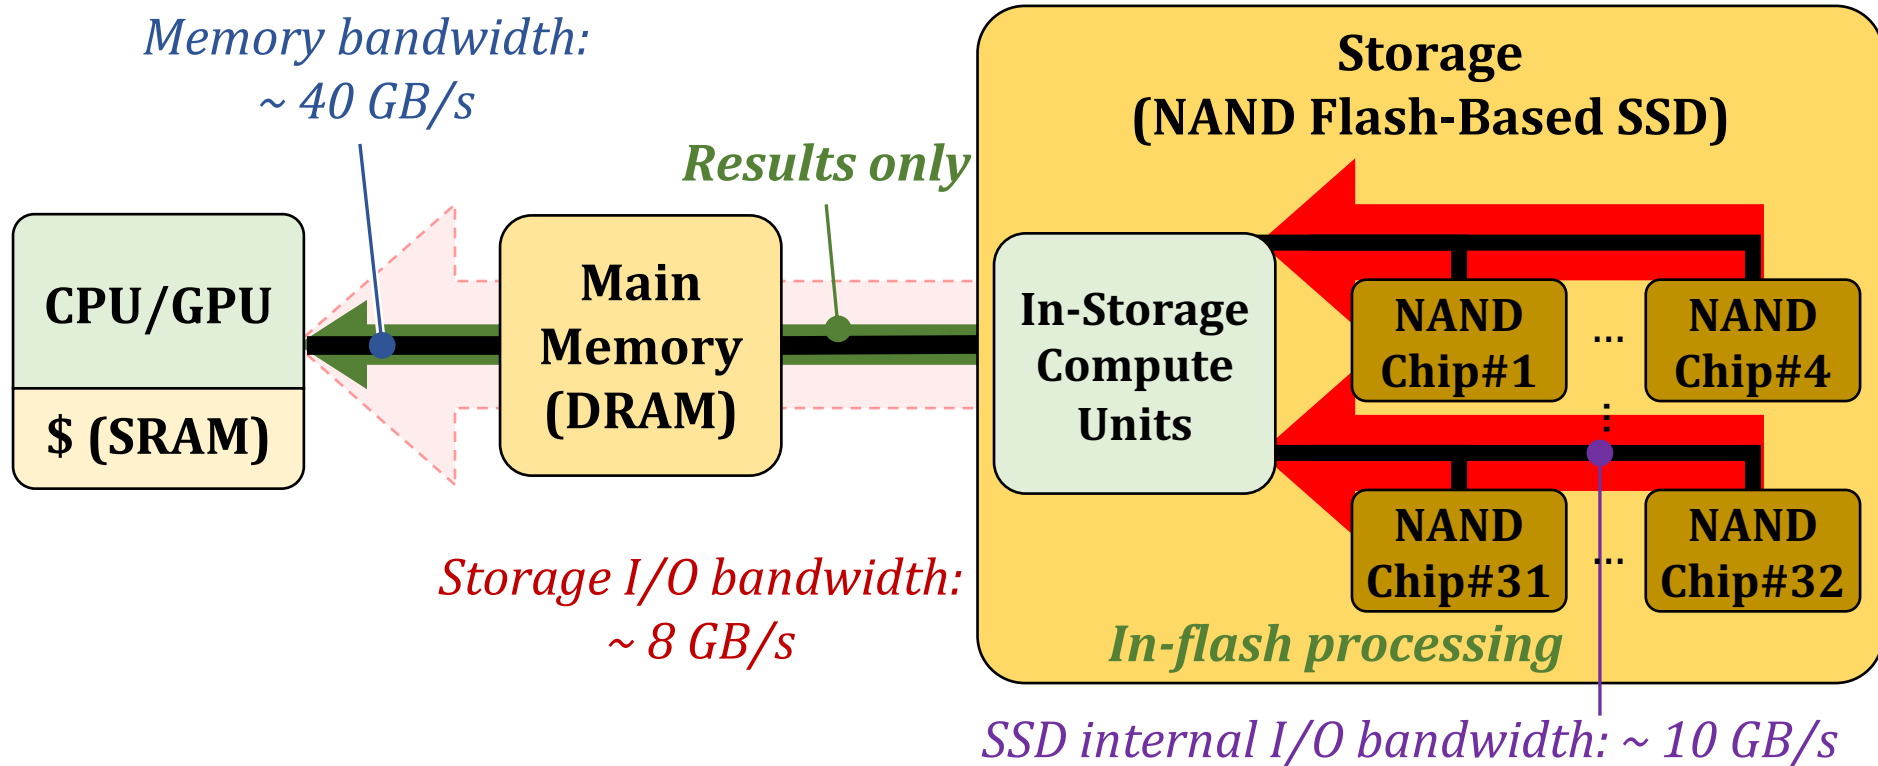 Memory bandwidth:
~ 40 GB/s
Storage
(NAND Flash-Based SSD)
Results only
CPU/GPU
$ (SRAM)
Main
Memory
(DRAM)
In-Storage
Compute
Units
NAND
Chip#1
...
NAND
Chip#4
...
NAND
Chip#31
...
NAND
Chip#32
Storage I/O bandwidth:
~ 8 GB/s
In-flash processing
SSD internal I/O bandwidth: ~ 10 GB/s